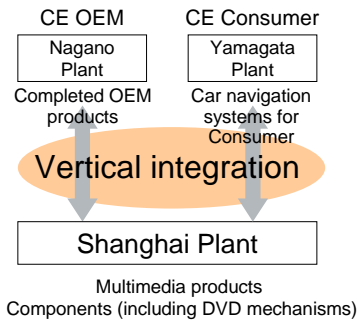 CE OEM
CE Consumer
Nagano
Plant
Yamagata
Plant
Completed OEM
products
Car navigation
systems for
Consumer
Vertical integration
Shanghai Plant
Multimedia products
Components (including DVD mechanisms)